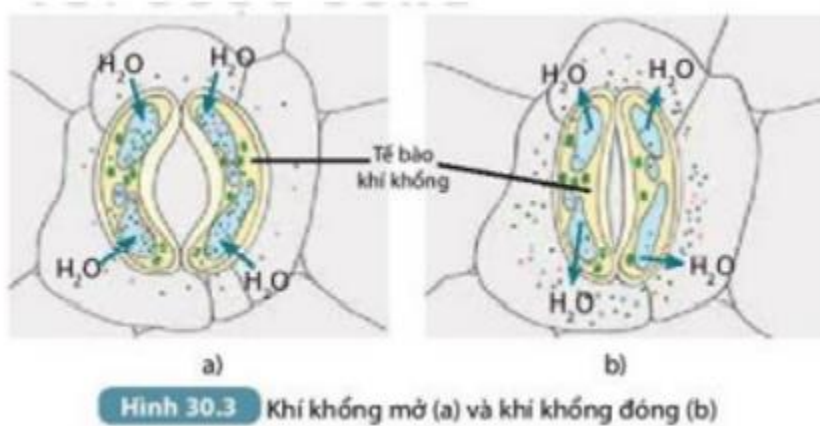 H₂O
H₂O
H₂O
H₂O
Tế bào
khí khổng
H₂O
H₂O
H₂O
H₂O
a)
b)
Hình 30.3 Khí khổng mở (a) và khí khổng đóng (b)